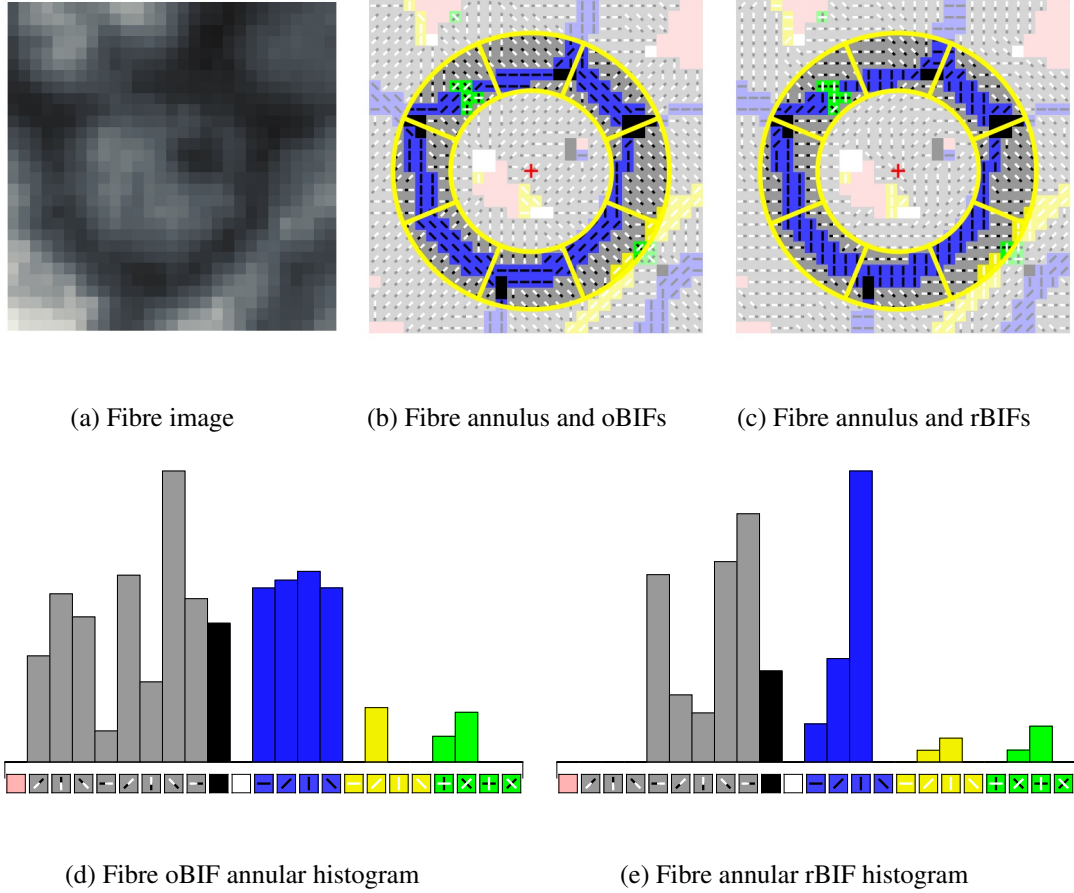 (a) Fibre image
(b) Fibre annulus and oBIFs
(c) Fibre annulus and rBIFs
(d) Fibre oBIF annular histogram
(e) Fibre annular rBIF histogram